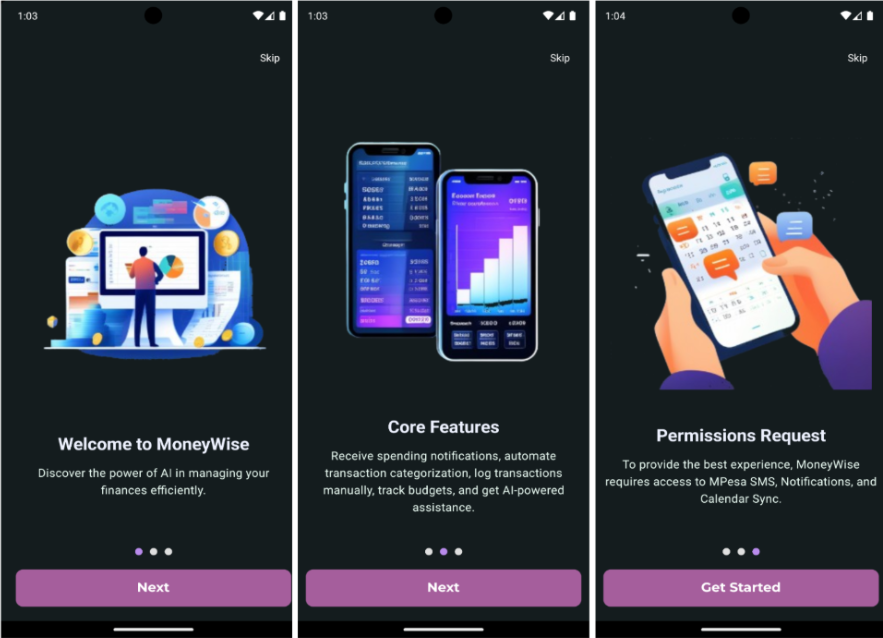 1:03
Skip
Welcome to MoneyWise
Discover the power of AI in managing your
finances efficiently.
Next
1:03
Skip
Core Features
Receive spending notifications, automate
transaction categorization, log transactions
manually, track budgets, and get AI-powered
assistance.
Next
1:04
Skip
Permissions Request
To provide the best experience, MoneyWise
requires access to MPesa SMS, Notifications, and
Calendar Sync.
Get Started